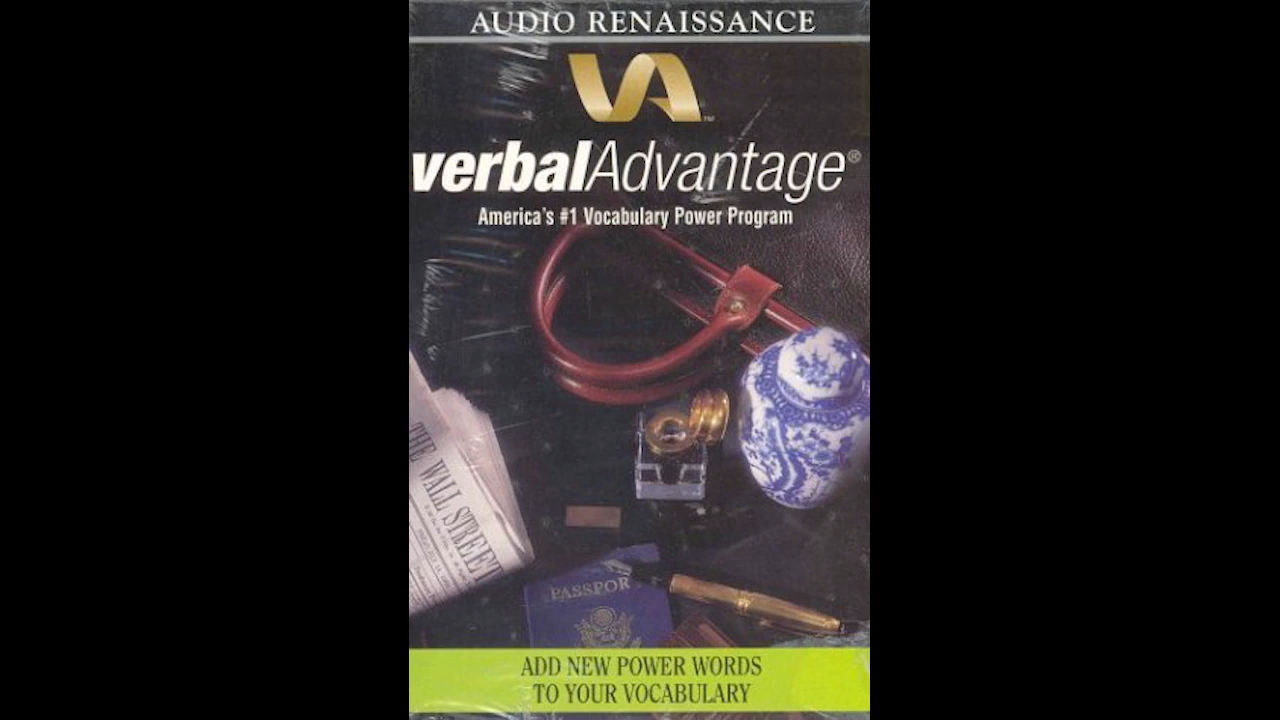 AUDIO RENAISSANCE
VA™
verbalAdvantage®
America's #1 Vocabulary Power Program
THE WALL STREET
PASSPOR
ADD NEW POWER WORDS
TO YOUR VOCABULARY